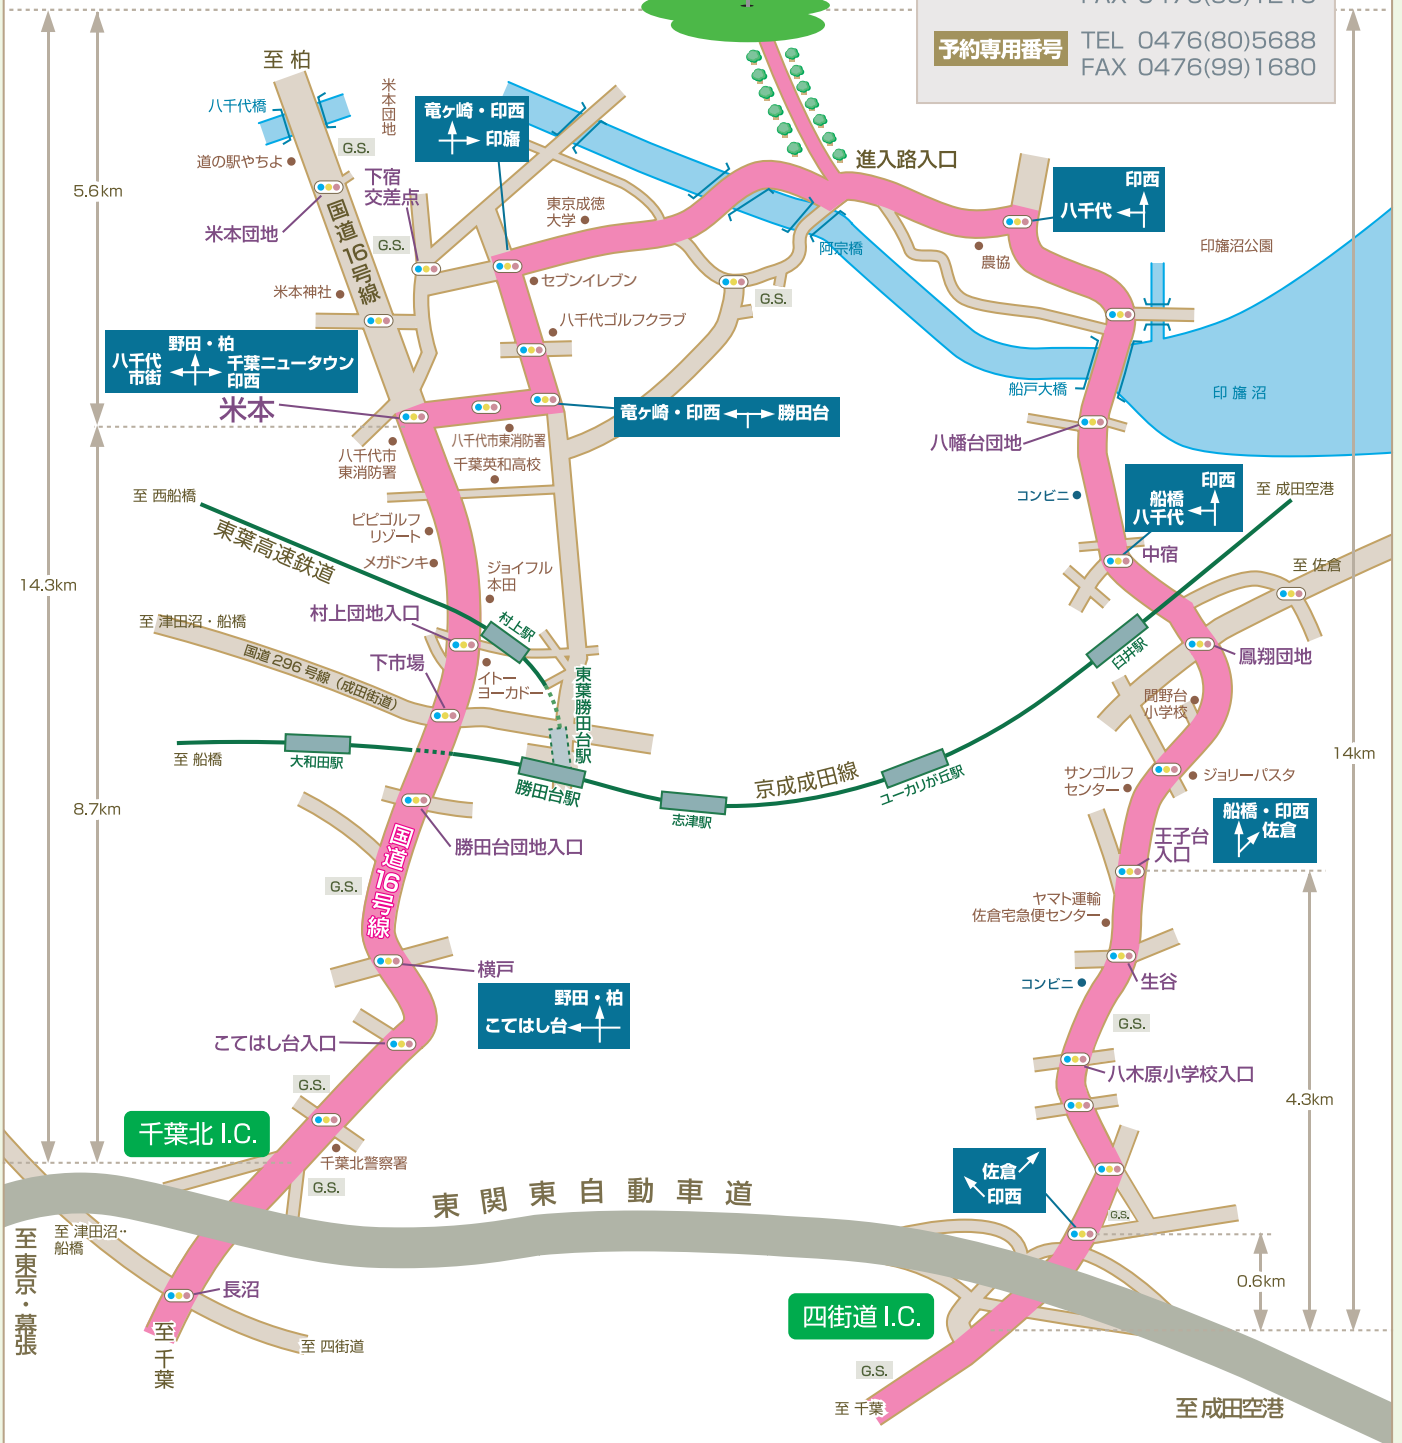 予約専用番号
TEL 0476(80)5688
FAX 0476(99)1680
至 柏
八千代橋
米本団地
G.S.
道の駅やちよ
竜ヶ崎・印西
印旛
下宿
交差点
国道16号線
米本団地
G.S.
東京成徳
大学
進入路入口
印西
八千代
5.6km
阿宗橋
農協
印旛沼公園
セブンイレブン
米本神社
G.S.
八千代ゴルフクラブ
野田・柏
八千代
市街
千葉ニュータウン
印西
米本
竜ヶ崎・印西
勝田台
船戸大橋
印旛沼
八千代市東消防署
八千代市
東消防署
千葉英和高校
八幡台団地
至 西船橋
東葉高速鉄道
コンビニ
印西
船橋
八千代
至 成田空港
ピピゴルフ
リゾート
メガドンキ
ジョイフル
本田
中宿
至 佐倉
14.3km
村上団地入口
村上駅
至 津田沼・船橋
国道296号線（成田街道）
下市場
イトー
ヨーカドー
東葉勝田台駅
臼井駅
鳳翔団地
間野台
小学校
至 船橋
大和田駅
勝田台駅
志津駅
京成成田線
ユーカリが丘駅
サンゴルフ
センター
ジョリーパスタ
14km
8.7km
勝田台団地入口
国道16号線
G.S.
王子台
入口
船橋・印西
佐倉
ヤマト運輸
佐倉宅急便センター
横戸
野田・柏
こてはし台
コンビニ
生谷
G.S.
こてはし台入口
八木原小学校入口
G.S.
4.3km
千葉北 I.C.
千葉北警察署
G.S.
佐倉
印西
G.S.
東関東自動車道
至 津田沼・
船橋
至東京・幕張
長沼
0.6km
四街道 I.C.
至 千葉
至 四街道
G.S.
至 千葉
至 成田空港